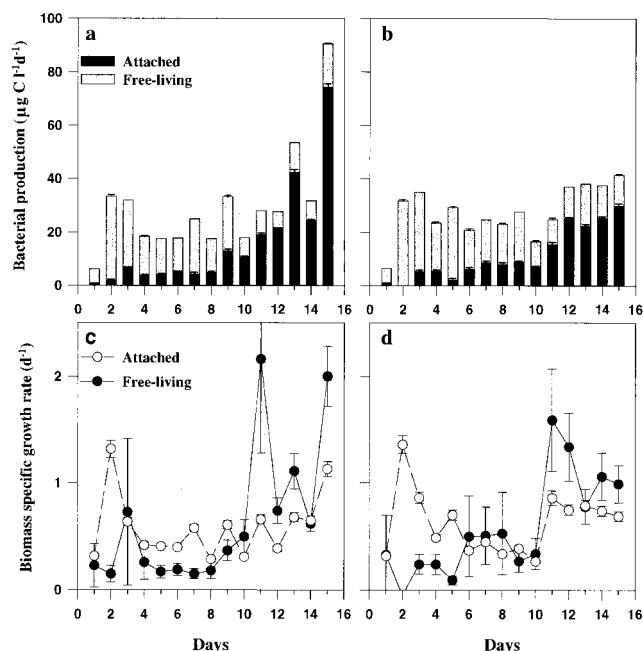 a
b
Attached
Free-living
Bacterial production (μg C l⁻¹d⁻¹)
100
80
60
40
20
0
0 2 4 6 8 10 12 14 16
0 2 4 6 8 10 12 14 16
c
d
Attached
Free-living
Attached
Free-living
Biomass specific growth rate (d⁻¹)
2
1
0
0 2 4 6 8 10 12 14 16
0 2 4 6 8 10 12 14 16
Days
Days